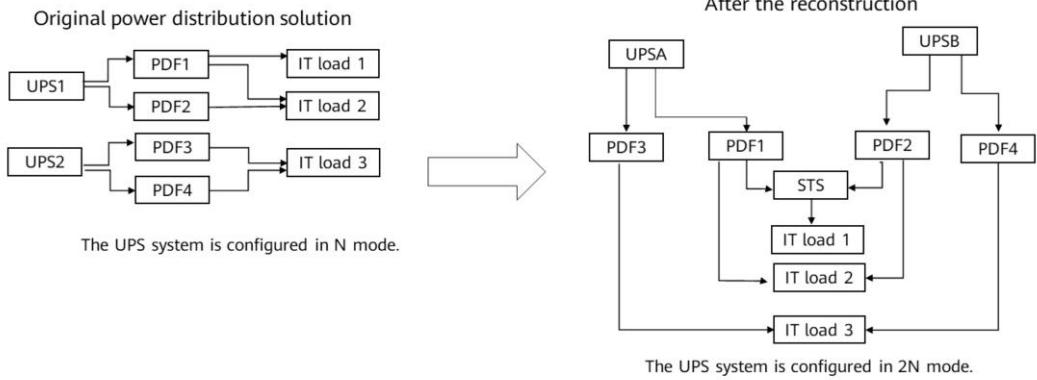 Original power distribution solution
UPS1
PDF1
PDF2
IT load 1
IT load 2
UPS2
PDF3
PDF4
IT load 3
The UPS system is configured in N mode.
After the reconstruction
UPSA
UPSB
PDF3
PDF1
PDF2
PDF4
STS
IT load 1
IT load 2
IT load 3
The UPS system is configured in 2N mode.